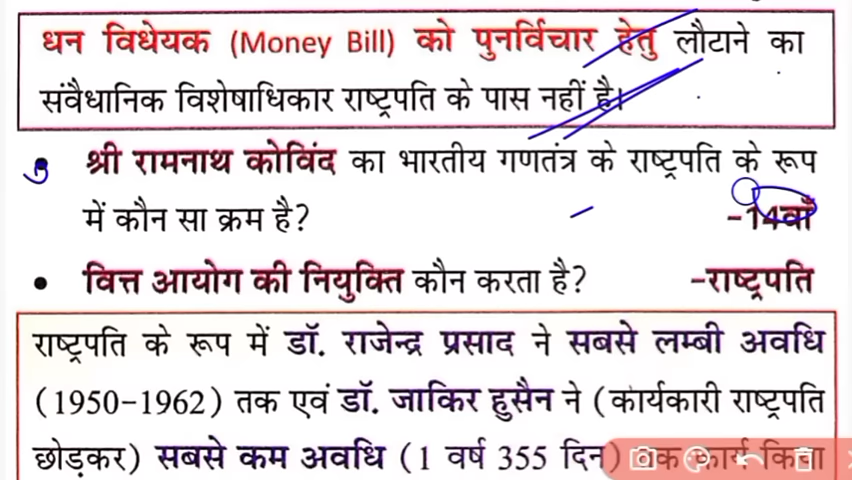 धन विधेयक (Money Bill) को पुनर्विचार हेतु लौटाने का
संवैधानिक विशेषाधिकार राष्ट्रपति के पास नहीं है।
• श्री रामनाथ कोविंद का भारतीय गणतंत्र के राष्ट्रपति के रूप
में कौन सा क्रम है? -14वाँ
• वित्त आयोग की नियुक्ति कौन करता है? -राष्ट्रपति
राष्ट्रपति के रूप में डॉ. राजेन्द्र प्रसाद ने सबसे लम्बी अवधि
(1950-1962) तक एवं डॉ. जाकिर हुसैन ने (कार्यकारी राष्ट्रपति
छोड़कर) सबसे कम अवधि (1 वर्ष 355 दिन) तक कार्य किया